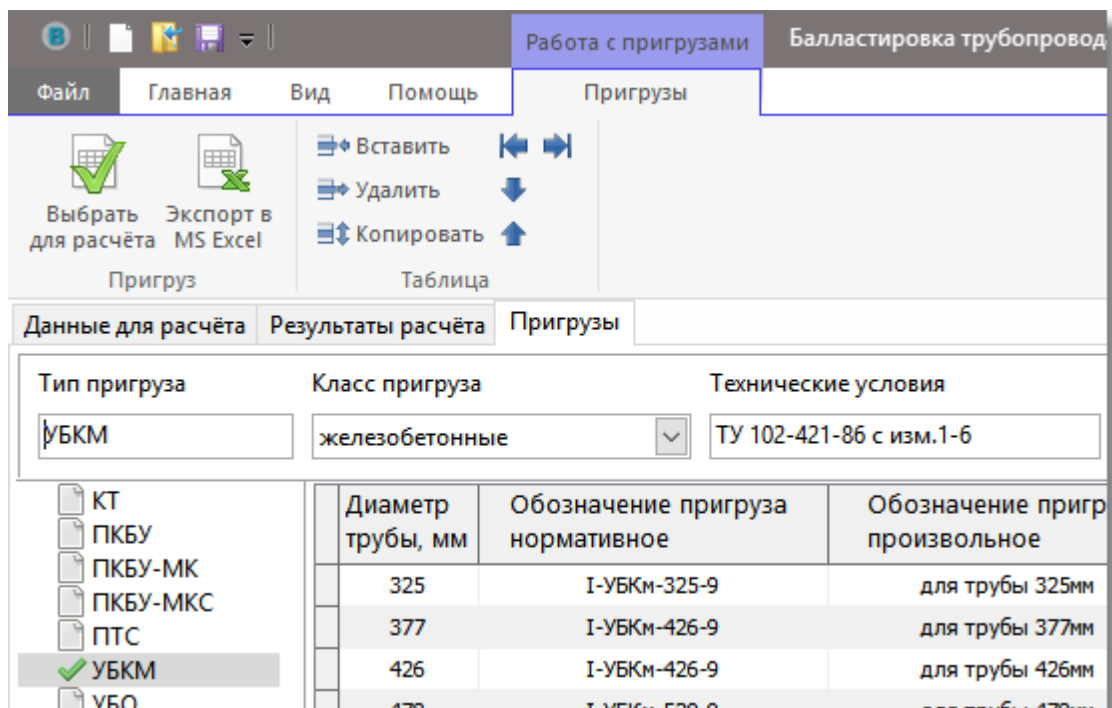 В
Работа с пригрузами
Балластировка трубопровод
Файл Главная Вид Помощь Пригрузы
Вставить
Удалить
Копировать
Выбрать для расчёта
Экспорт в MS Excel
Пригруз
Таблица
Данные для расчёта Результаты расчёта Пригрузы
Тип пригруза Класс пригруза Технические условия
УБКМ железобетонные ТУ 102-421-86 с изм.1-6
КТ
ПКБУ
ПКБУ-МК
ПКБУ-МКС
ПТС
УБКМ
УБО
Диаметр Обозначение пригруза Обозначение пригр
трубы, мм нормативное произвольное
325 I-УБКм-325-9 для трубы 325мм
377 I-УБКм-426-9 для трубы 377мм
426 I-УБКм-426-9 для трубы 426мм